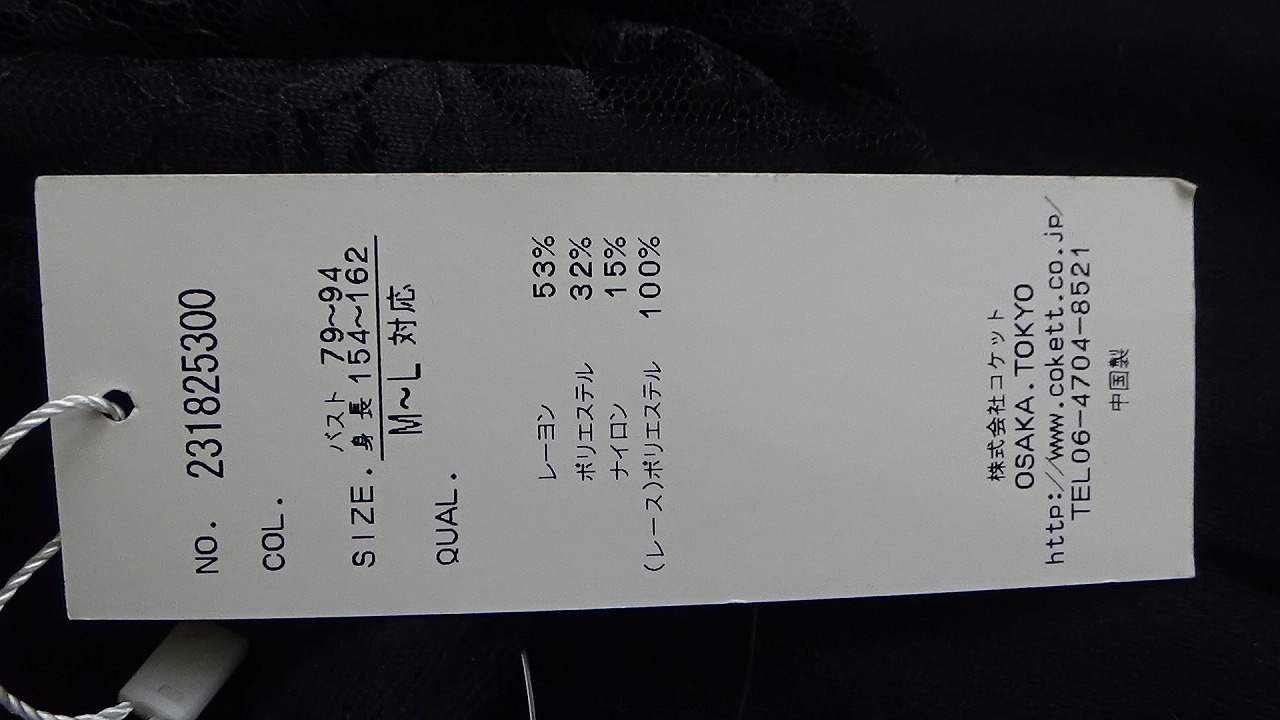 NO. 231825300
COL.
SIZE. バスト 79~94
身長 154~162
M~L 対応
QUAL.
レーヨン 53%
ポリエステル 32%
ナイロン 15%
(レース)ポリエステル 100%
株式会社コケット
OSAKA.TOKYO
http://www.cokett.co.jp/
TEL06-4704-8521
中国製